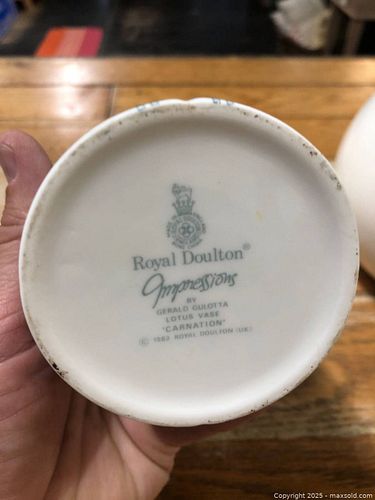 Royal Doulton®
Impressions
BY
GERALD GULOTTA
LOTUS VASE
'CARNATION'
© 1982 ROYAL DOULTON (UK)
Copyright 2025 - maxsold.com